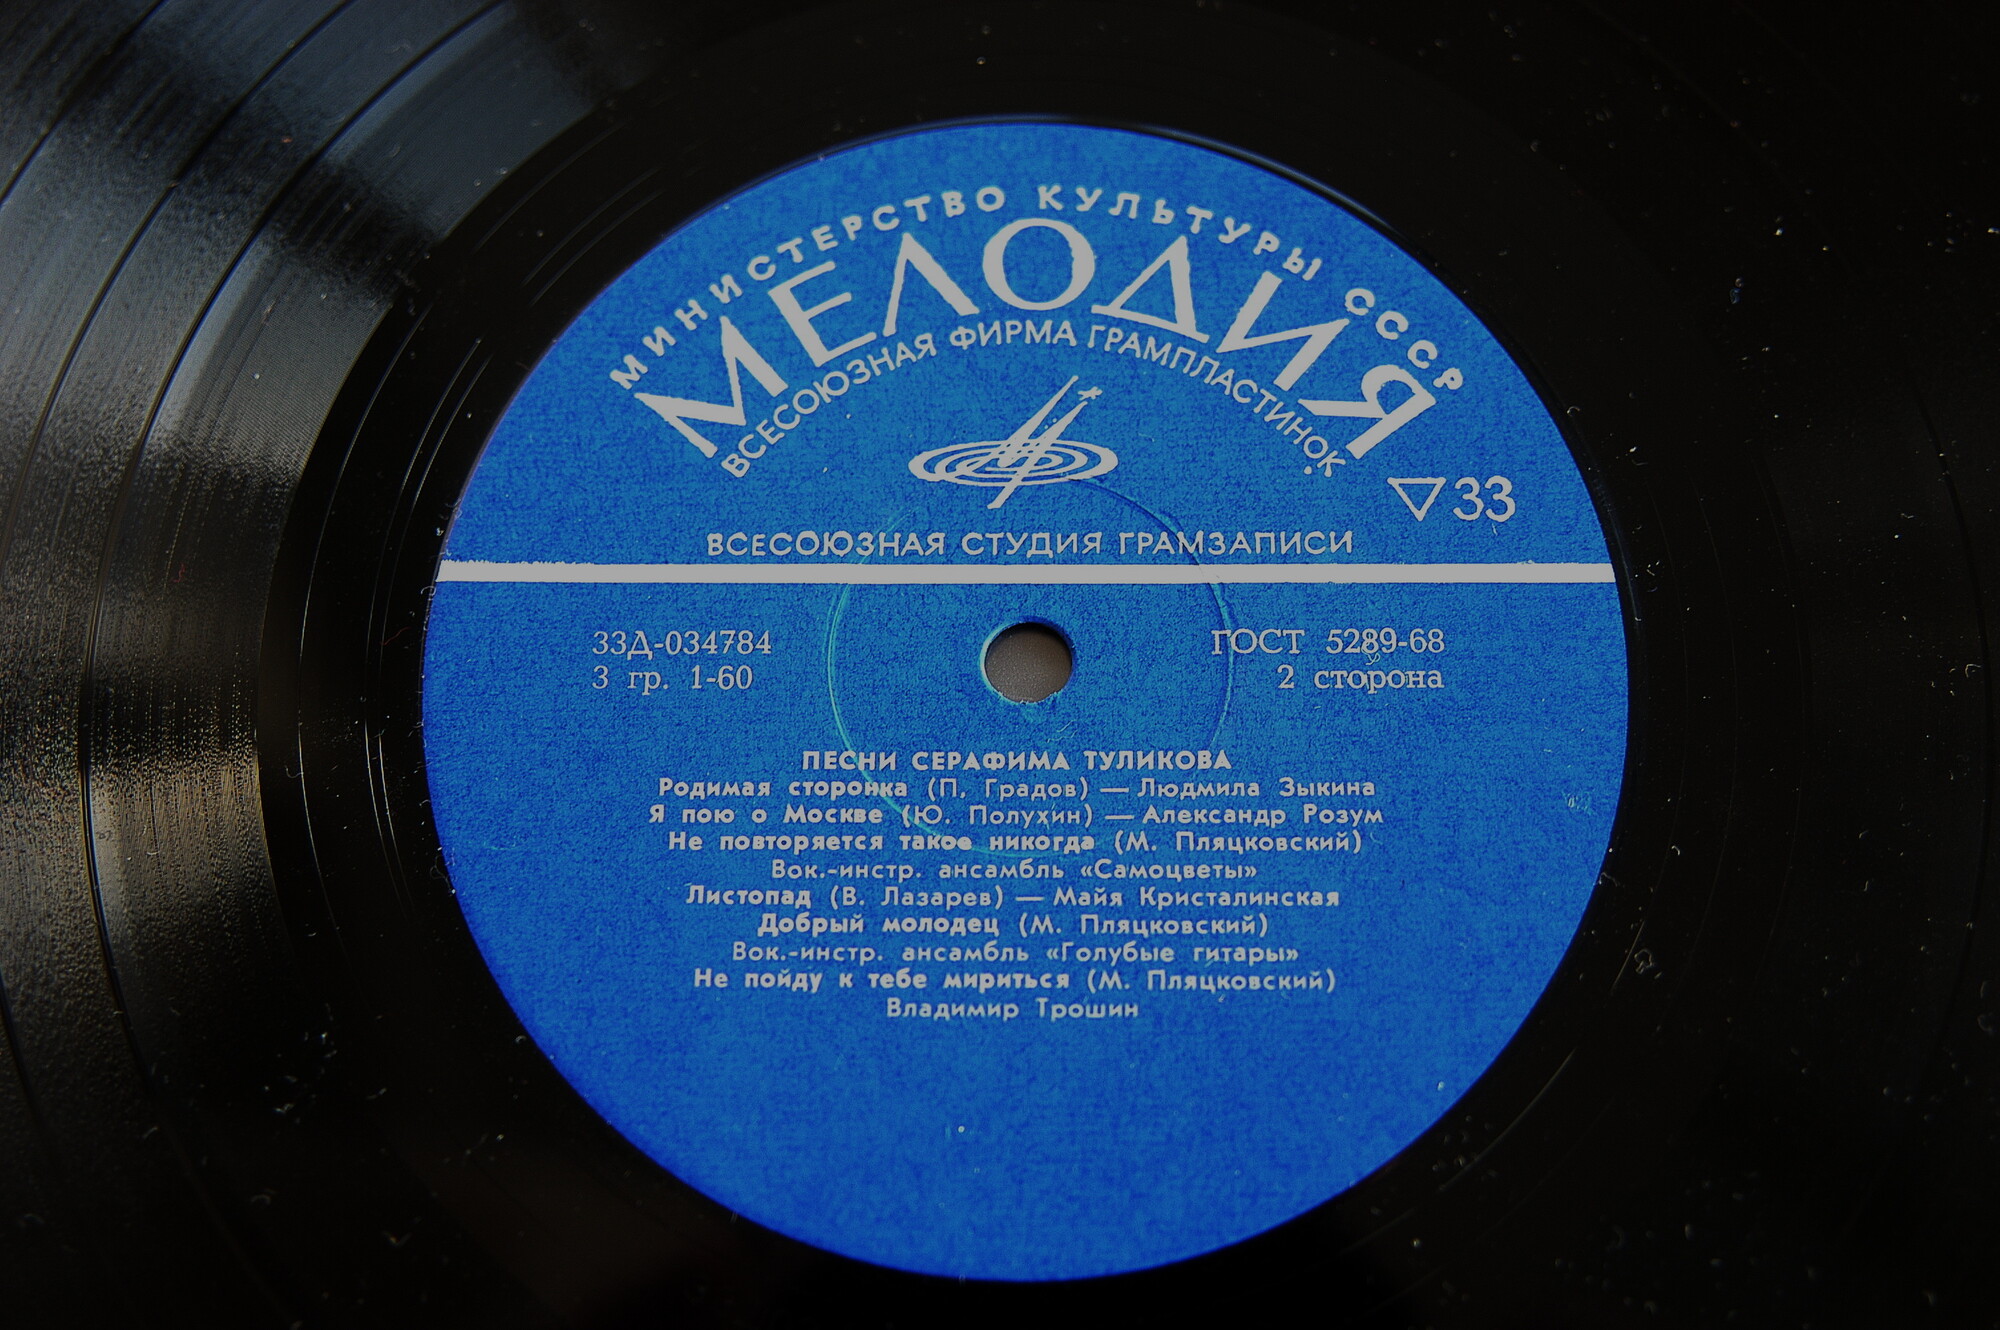 МИНИСТЕРСТВО КУЛЬТУРЫ СССР
МЕЛОДИЯ
ВСЕСОЮЗНАЯ ФИРМА ГРАМПЛАСТИНОК
▽33
ВСЕСОЮЗНАЯ СТУДИЯ ГРАМЗАПИСИ
33Д-034784 ГОСТ 5289-68
3 гр. 1-60 2 сторона
ПЕСНИ СЕРАФИМА ТУЛИКОВА
Родимая сторонка (П. Градов) — Людмила Зыкина
Я пою о Москве (Ю. Полухин) — Александр Розум
Не повторяется такое никогда (М. Пляцковский)
Вок.-инстр. ансамбль «Самоцветы»
Листопад (В. Лазарев) — Майя Кристалинская
Добрый молодец (М. Пляцковский)
Вок.-инстр. ансамбль «Голубые гитары»
Не пойду к тебе мириться (М. Пляцковский)
Владимир Трошин